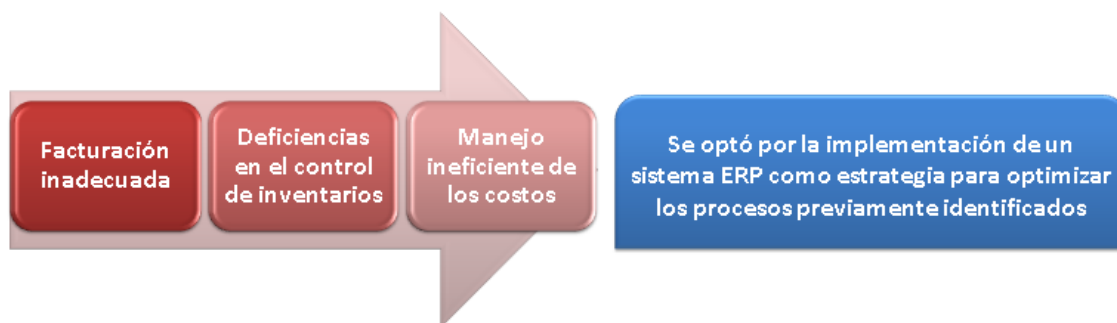 Facturación
inadecuada
Deficiencias
en el control
de inventarios
Manejo
ineficiente de
los costos
Se optó por la implementación de un
sistema ERP como estrategia para optimizar
los procesos previamente identificados